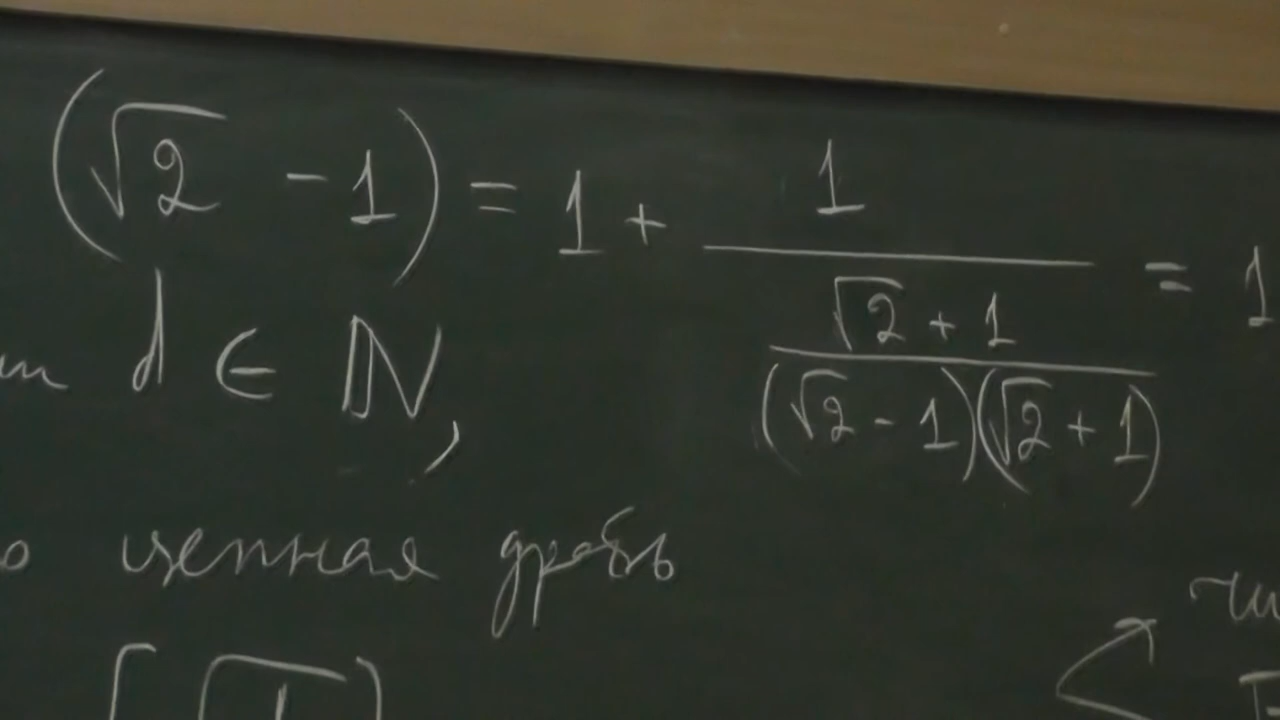 (√2 - 1) = 1 + 1 / ((√2 + 1) / ((√2 - 1)(√2 + 1))) = 1
d ∈ ℕ,
цепная дробь